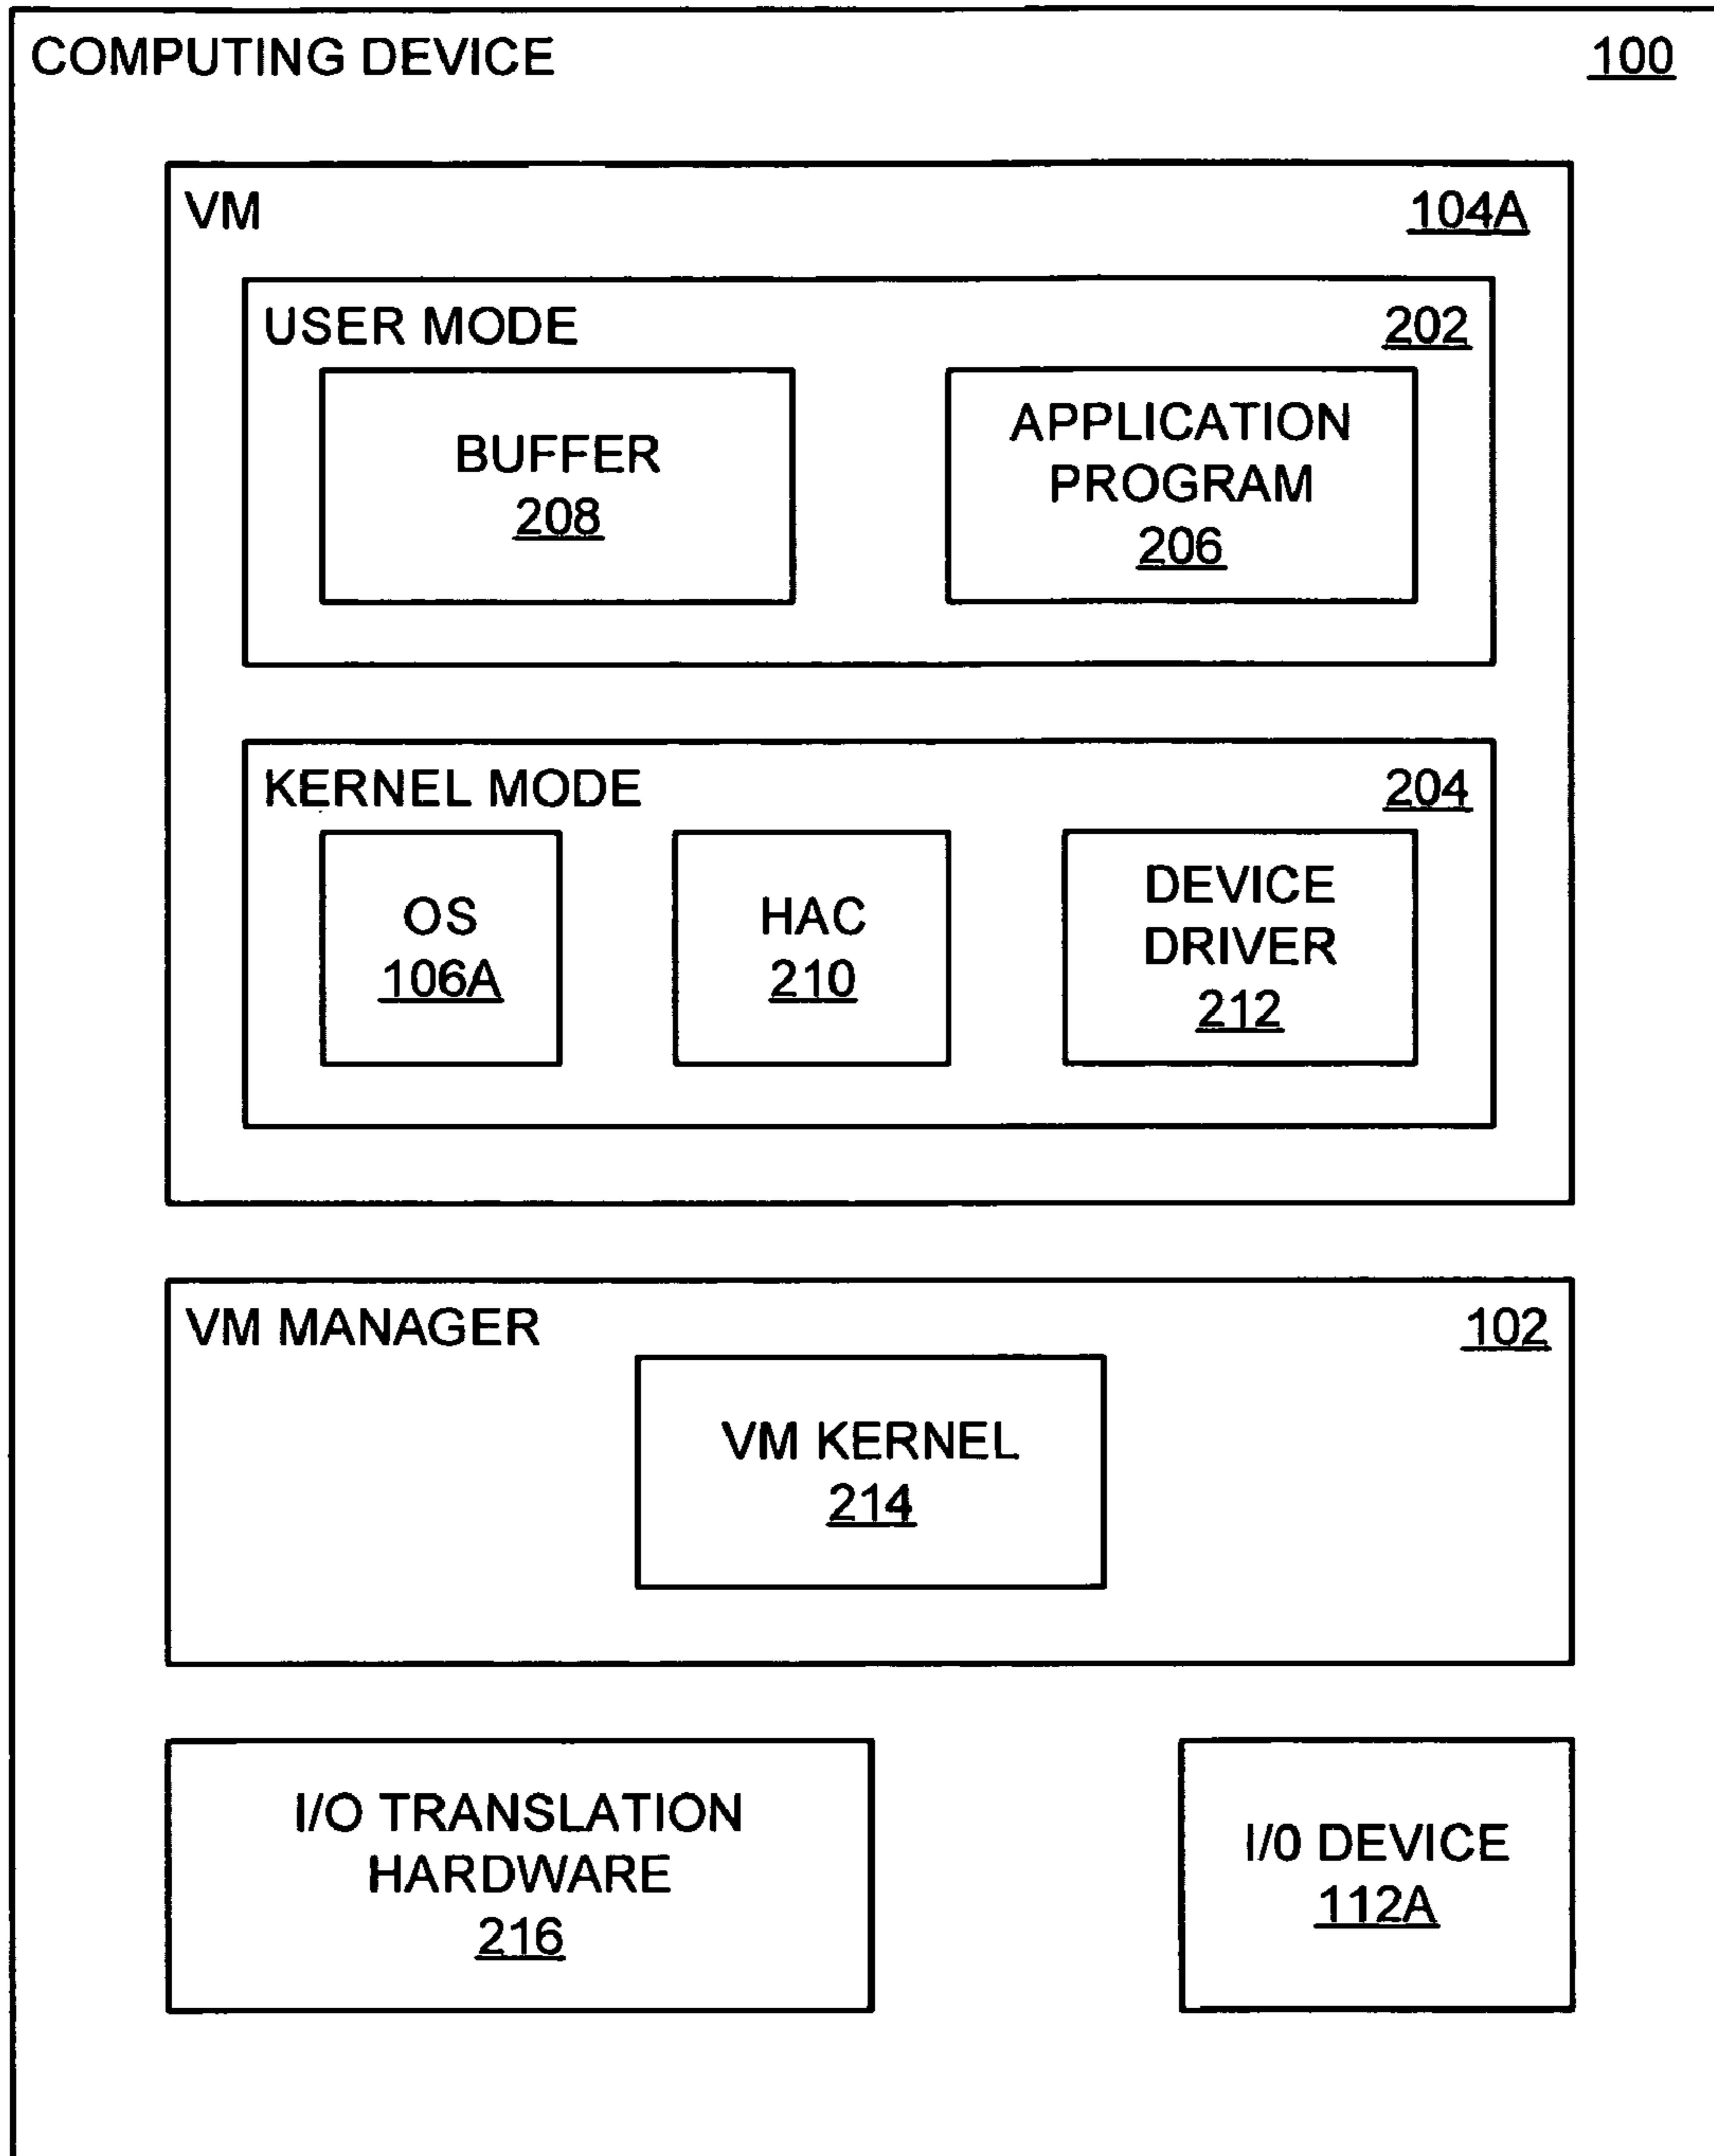 COMPUTING DEVICE 100
VM 104A
USER MODE 202
BUFFER
208
APPLICATION
PROGRAM
206
KERNEL MODE 204
OS
106A
HAC
210
DEVICE
DRIVER
212
VM MANAGER 102
VM KERNEL
214
I/O TRANSLATION
HARDWARE
216
I/0 DEVICE
112A